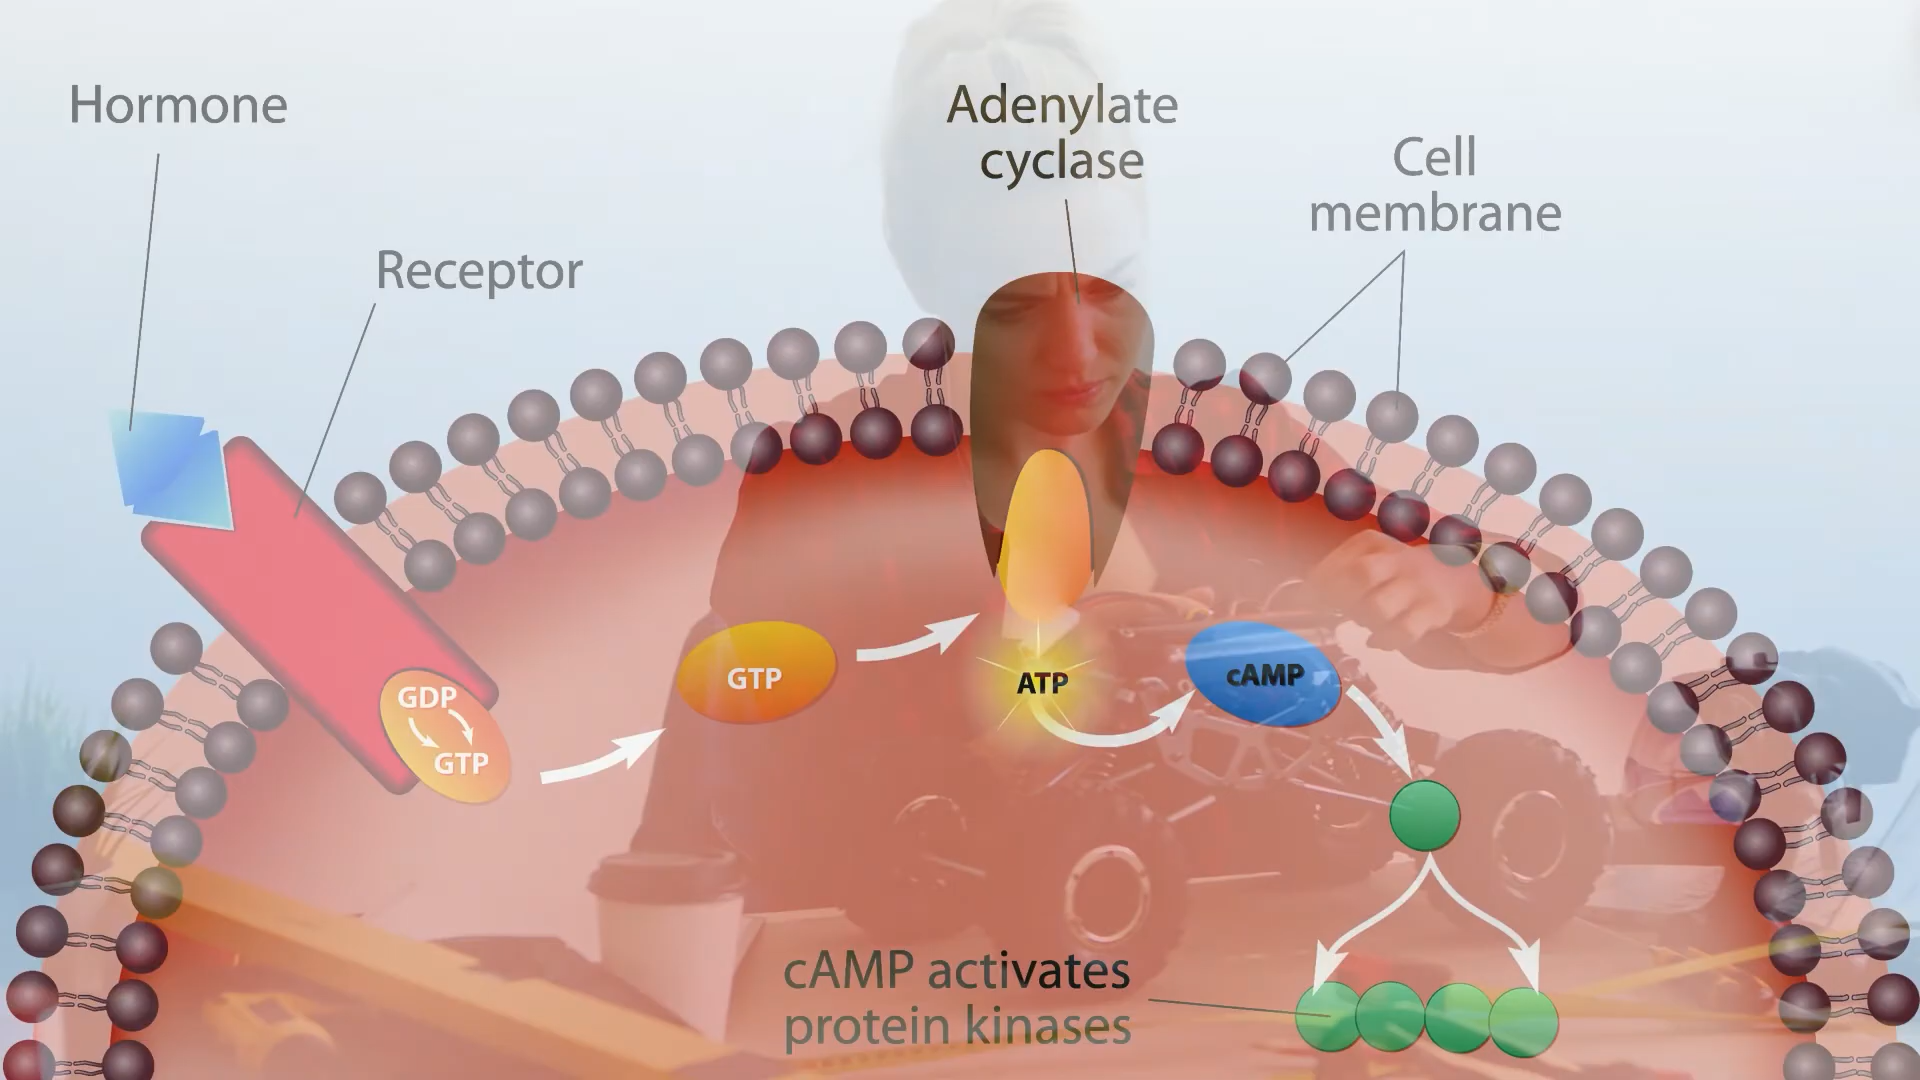 Hormone
Adenylate
cyclase
Cell
membrane
Receptor
GDP
GTP
GTP
ATP
cAMP
cAMP activates
protein kinases